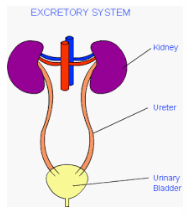 EXCRETORY SYSTEM
Kidney
Ureter
Urinary
Bladder